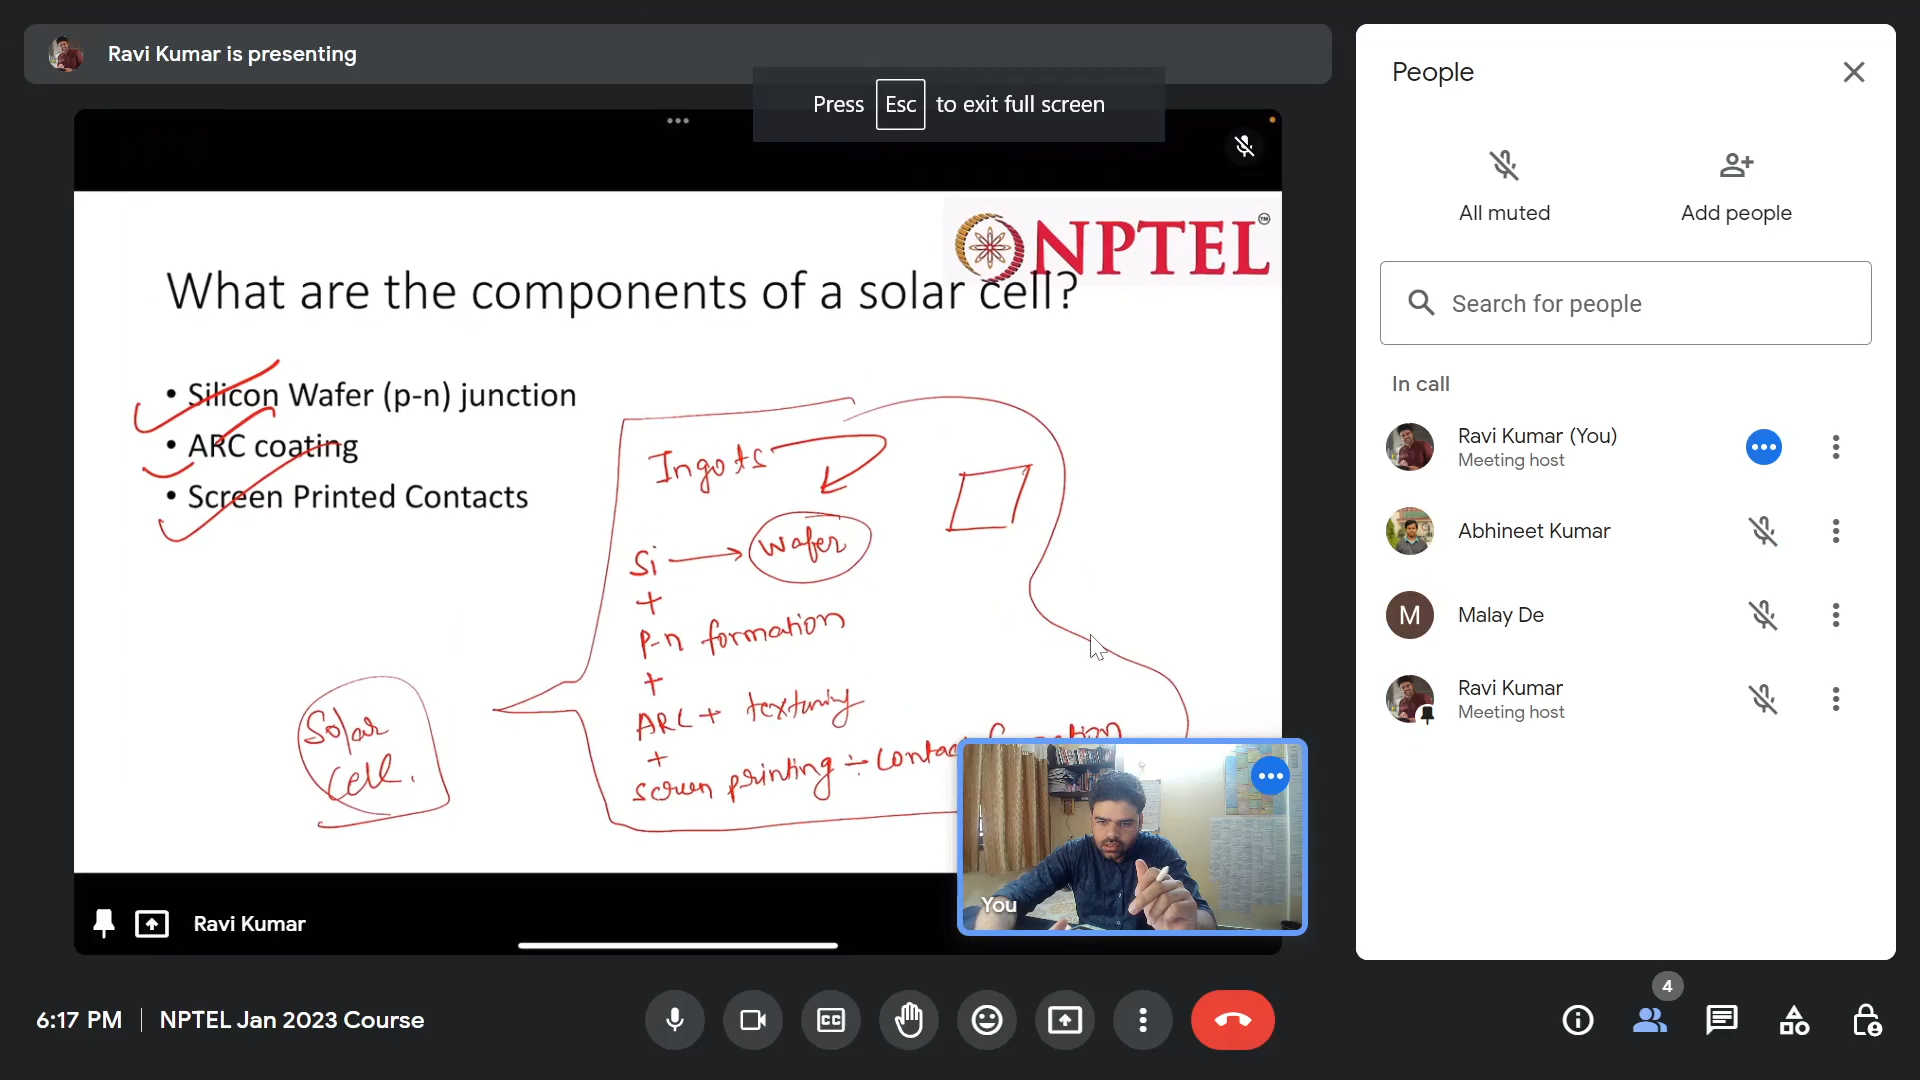 Ravi Kumar is presenting
Press Esc to exit full screen
NPTEL
TM
What are the components of a solar cell?
• Silicon Wafer (p-n) junction
• ARC coating
• Screen Printed Contacts
Ingots
Si → Wafer
+
P-n formation
+
ARC + texturing
+
screen printing ÷ contact formation
Solar
cell.
You
Ravi Kumar
6:17 PM | NPTEL Jan 2023 Course
CC
People
All muted
Add people
Search for people
In call
Ravi Kumar (You)
Meeting host
Abhineet Kumar
M
Malay De
Ravi Kumar
Meeting host
4